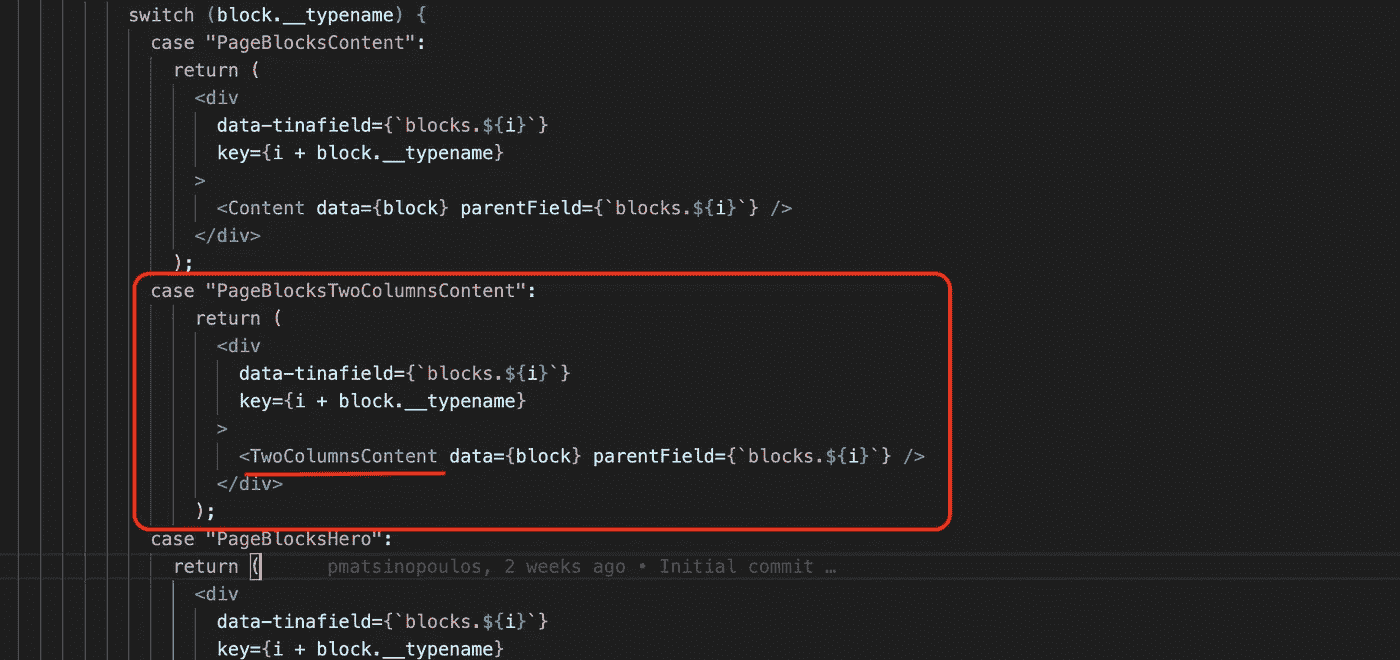 switch (block.__typename) {
case "PageBlocksContent":
return (
<div
data-tinafield={`blocks.${i}`}
key={i + block.__typename}
>
<Content data={block} parentField={`blocks.${i}`} />
</div>
);
case "PageBlocksTwoColumnsContent":
return (
<div
data-tinafield={`blocks.${i}`}
key={i + block.__typename}
>
<TwoColumnsContent data={block} parentField={`blocks.${i}`} />
</div>
);
case "PageBlocksHero":
return ( pmatsinopoulos, 2 weeks ago • Initial commit …
<div
data-tinafield={`blocks.${i}`}
key={i + block.__typename}